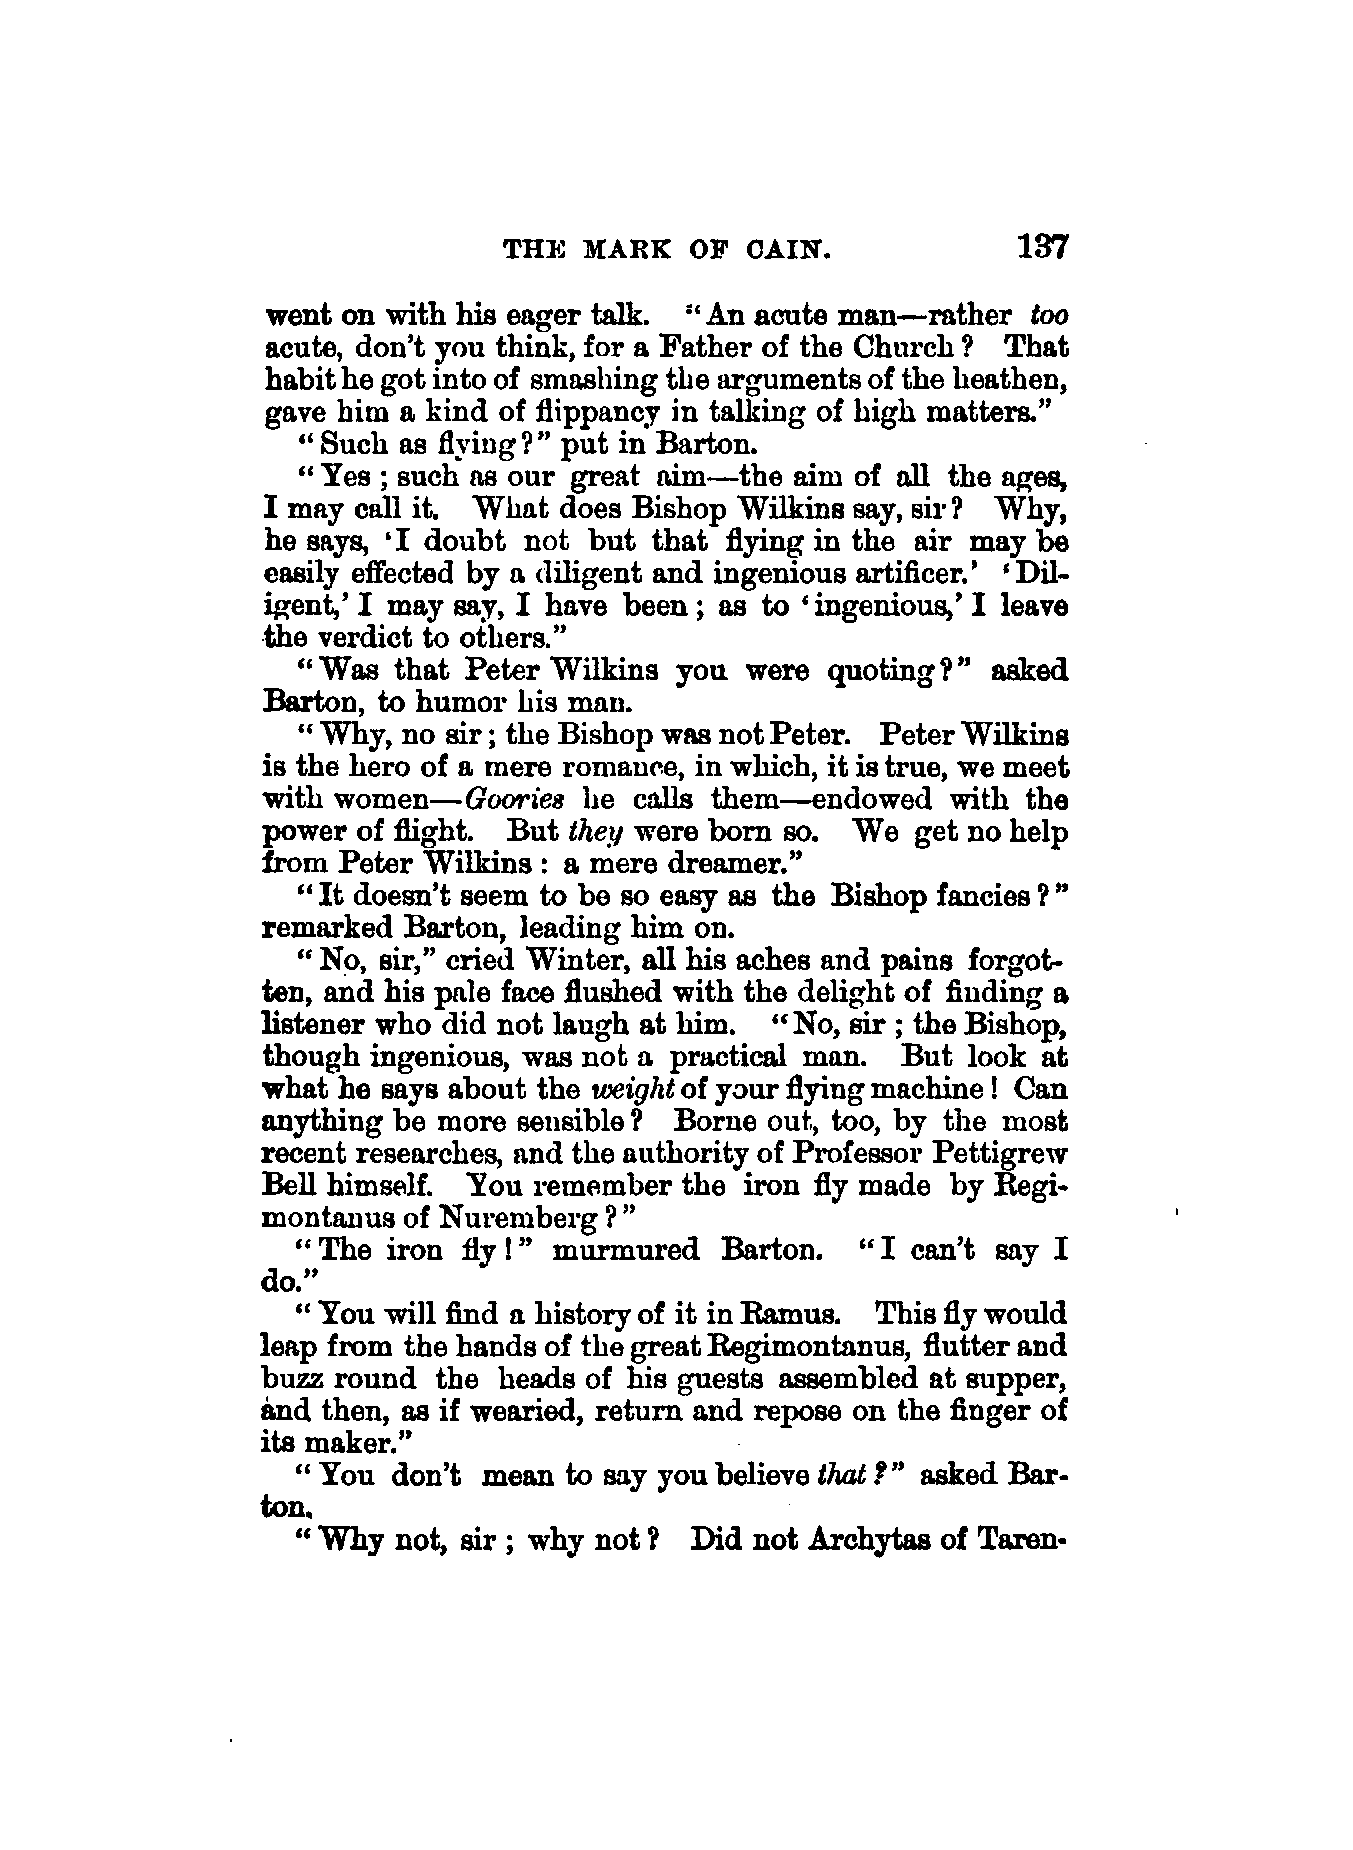 THE MARK OF CAIN. 137
went on with his eager talk. "An acute man—rather too
acute, don't you think, for a Father of the Church? That
habit he got into of smashing the arguments of the heathen,
gave him a kind of flippancy in talking of high matters."
"Such as flying?" put in Barton.
"Yes; such as our great aim—the aim of all the ages,
I may call it. What does Bishop Wilkins say, sir? Why,
he says, 'I doubt not but that flying in the air may be
easily effected by a diligent and ingenious artificer.' 'Dil-
igent,' I may say, I have been; as to 'ingenious,' I leave
the verdict to others."
"Was that Peter Wilkins you were quoting?" asked
Barton, to humor his man.
"Why, no sir; the Bishop was not Peter. Peter Wilkins
is the hero of a mere romance, in which, it is true, we meet
with women—Goories he calls them—endowed with the
power of flight. But they were born so. We get no help
from Peter Wilkins: a mere dreamer."
"It doesn't seem to be so easy as the Bishop fancies?"
remarked Barton, leading him on.
"No, sir," cried Winter, all his aches and pains forgot-
ten, and his pale face flushed with the delight of finding a
listener who did not laugh at him. "No, sir; the Bishop,
though ingenious, was not a practical man. But look at
what he says about the weight of your flying machine! Can
anything be more sensible? Borne out, too, by the most
recent researches, and the authority of Professor Pettigrew
Bell himself. You remember the iron fly made by Regi-
montanus of Nuremberg?"
"The iron fly!" murmured Barton. "I can't say I
do."
"You will find a history of it in Ramus. This fly would
leap from the hands of the great Regimontanus, flutter and
buzz round the heads of his guests assembled at supper,
and then, as if wearied, return and repose on the finger of
its maker."
"You don't mean to say you believe that?" asked Bar-
ton.
"Why not, sir; why not? Did not Archytas of Taren-